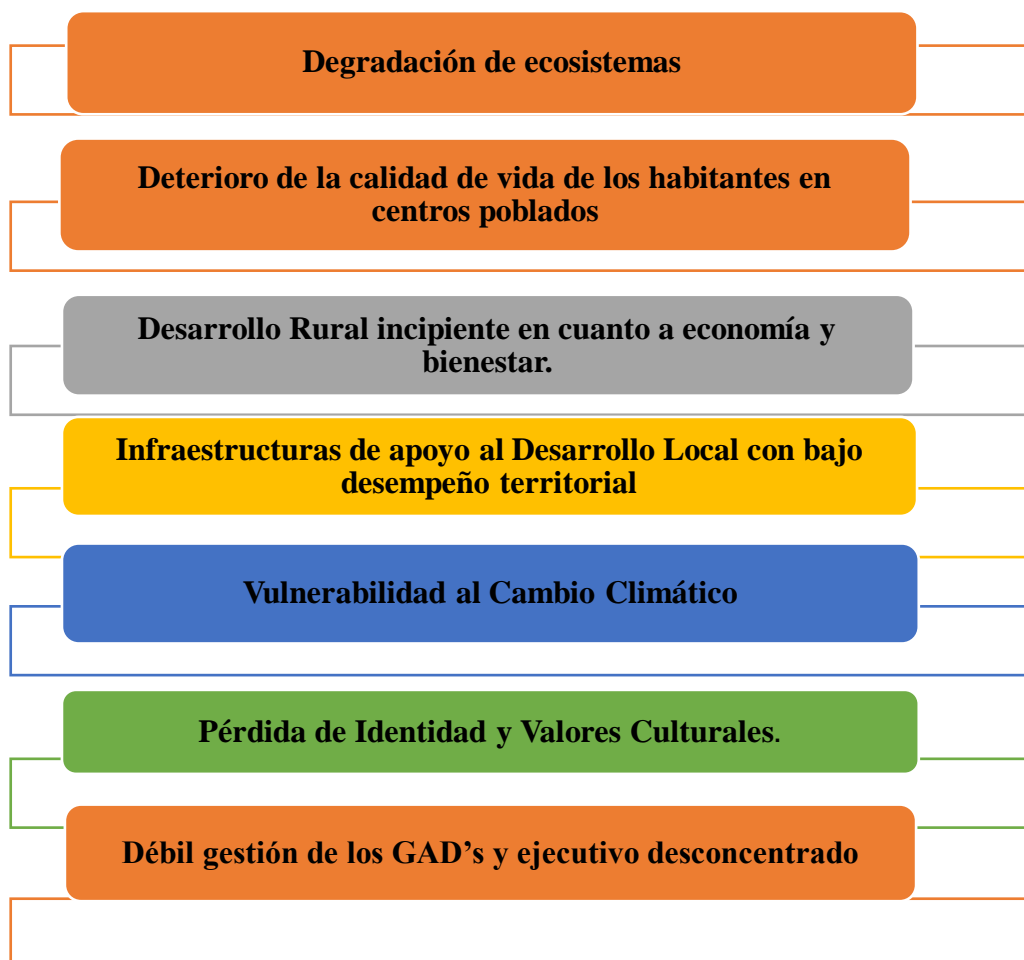 Degradación de ecosistemas
Deterioro de la calidad de vida de los habitantes en
centros poblados
Desarrollo Rural incipiente en cuanto a economía y
bienestar.
Infraestructuras de apoyo al Desarrollo Local con bajo
desempeño territorial
Vulnerabilidad al Cambio Climático
Pérdida de Identidad y Valores Culturales.
Débil gestión de los GAD’s y ejecutivo desconcentrado